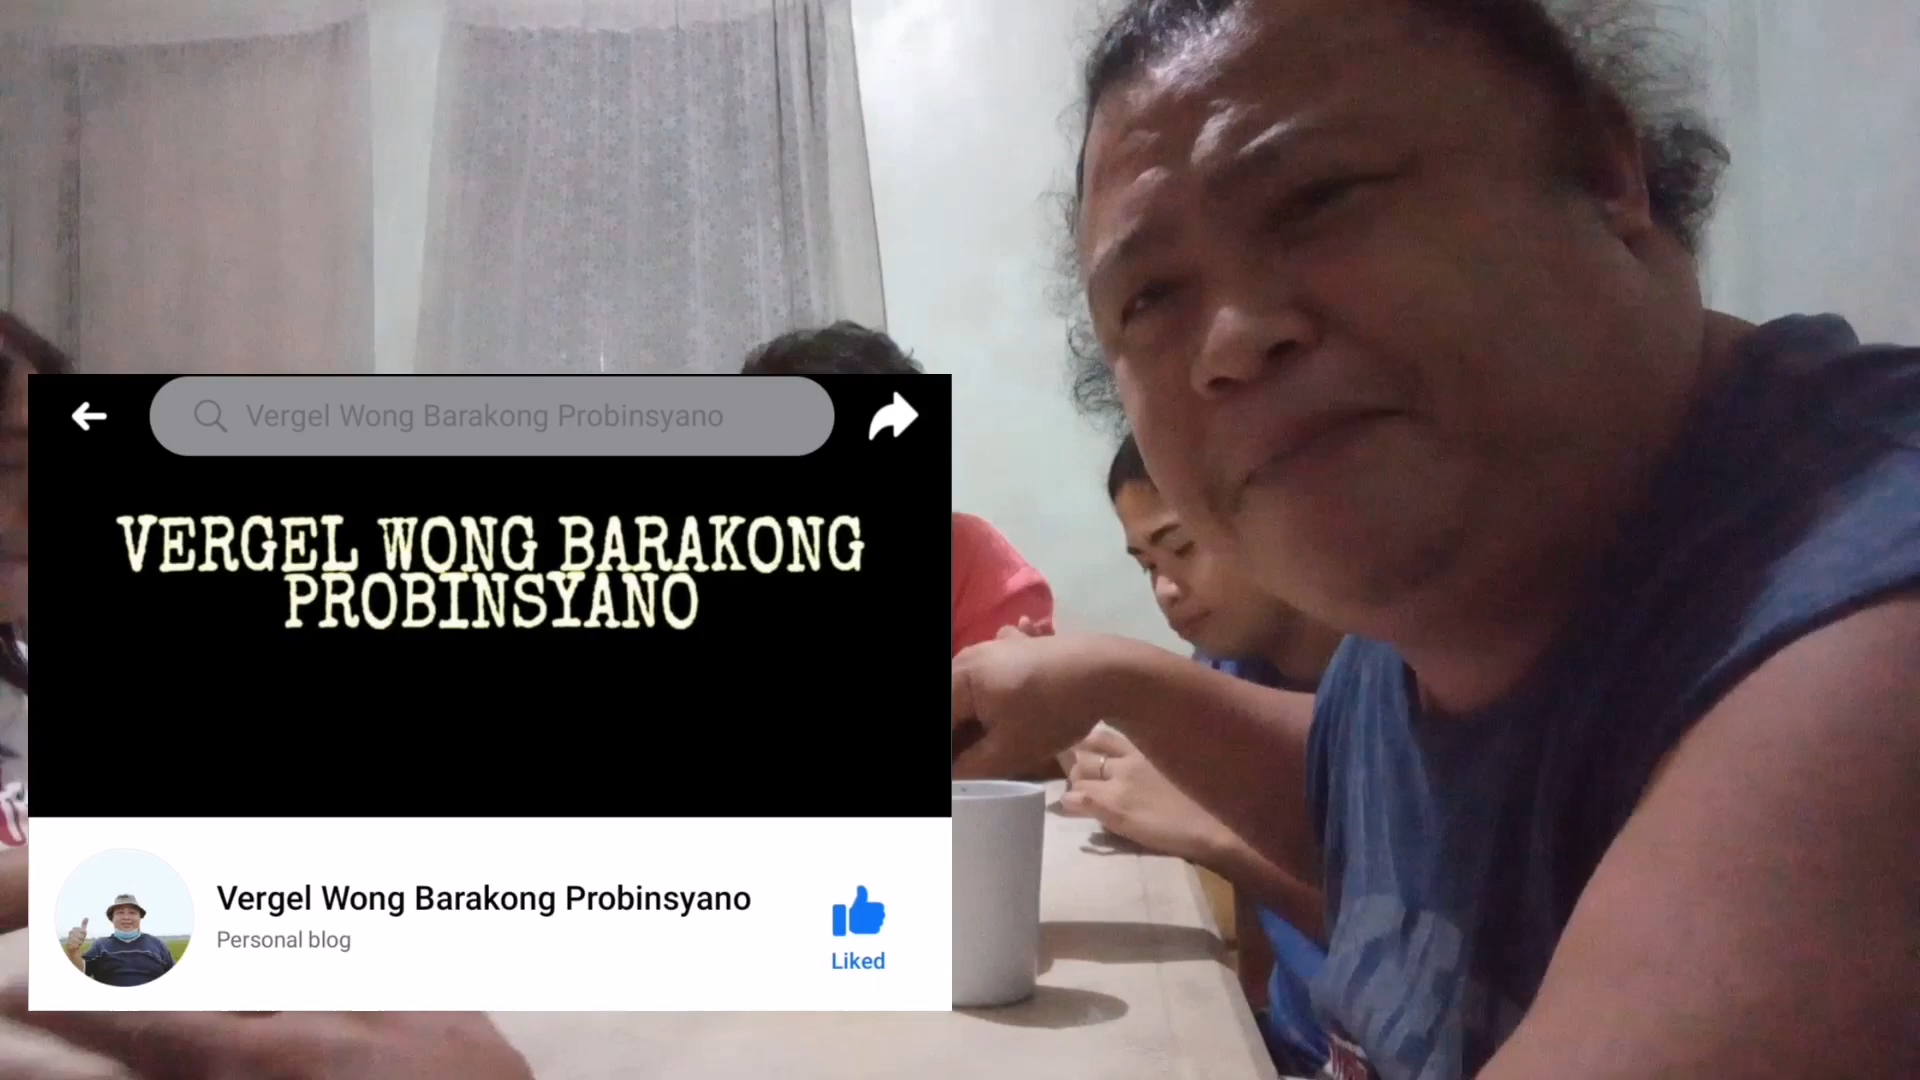 Vergel Wong Barakong Probinsyano
VERGEL WONG BARAKONG
PROBINSYANO
Vergel Wong Barakong Probinsyano
Personal blog
Liked